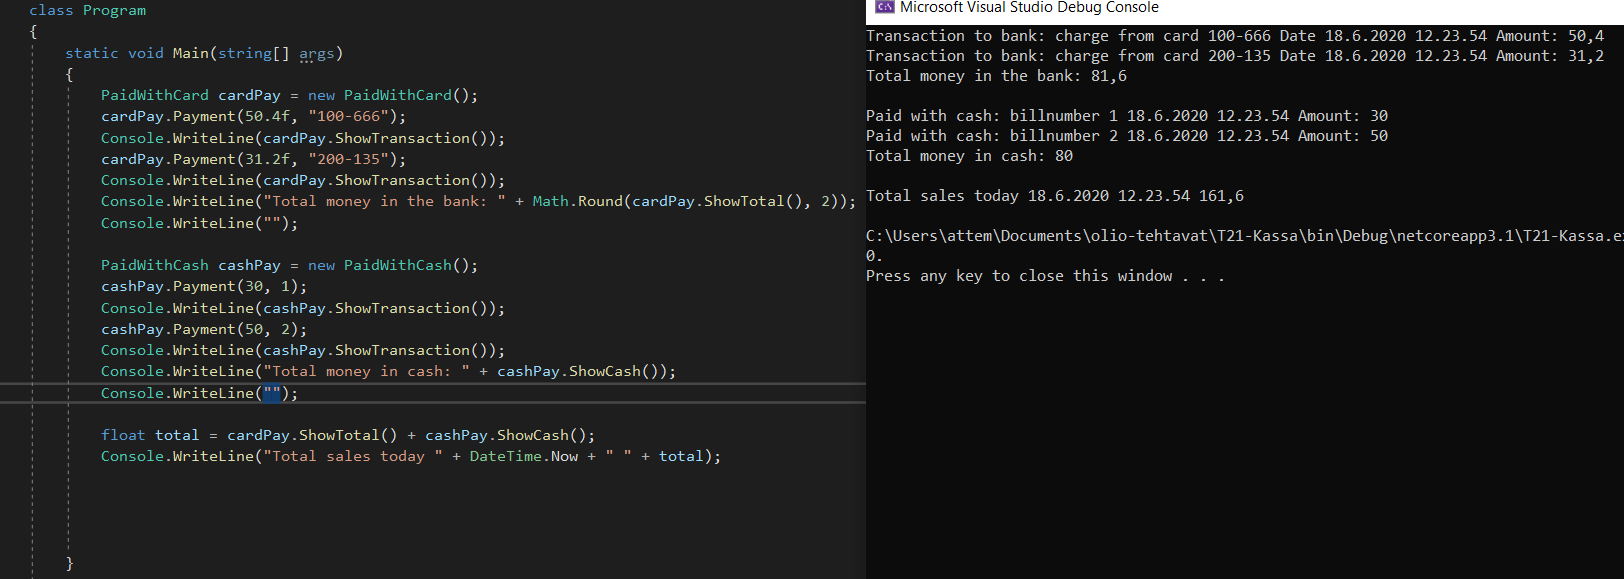 class Program
{
static void Main(string[] args)
{
PaidWithCard cardPay = new PaidWithCard();
cardPay.Payment(50.4f, "100-666");
Console.WriteLine(cardPay.ShowTransaction());
cardPay.Payment(31.2f, "200-135");
Console.WriteLine(cardPay.ShowTransaction());
Console.WriteLine("Total money in the bank: " + Math.Round(cardPay.ShowTotal(), 2));
Console.WriteLine("");
PaidWithCash cashPay = new PaidWithCash();
cashPay.Payment(30, 1);
Console.WriteLine(cashPay.ShowTransaction());
cashPay.Payment(50, 2);
Console.WriteLine(cashPay.ShowTransaction());
Console.WriteLine("Total money in cash: " + cashPay.ShowCash());
Console.WriteLine("");
float total = cardPay.ShowTotal() + cashPay.ShowCash();
Console.WriteLine("Total sales today " + DateTime.Now + " " + total);
}
C:\ Microsoft Visual Studio Debug Console
Transaction to bank: charge from card 100-666 Date 18.6.2020 12.23.54 Amount: 50,4
Transaction to bank: charge from card 200-135 Date 18.6.2020 12.23.54 Amount: 31,2
Total money in the bank: 81,6
Paid with cash: billnumber 1 18.6.2020 12.23.54 Amount: 30
Paid with cash: billnumber 2 18.6.2020 12.23.54 Amount: 50
Total money in cash: 80
Total sales today 18.6.2020 12.23.54 161,6
C:\Users\attem\Documents\olio-tehtavat\T21-Kassa\bin\Debug\netcoreapp3.1\T21-Kassa.ex
0.
Press any key to close this window . . .